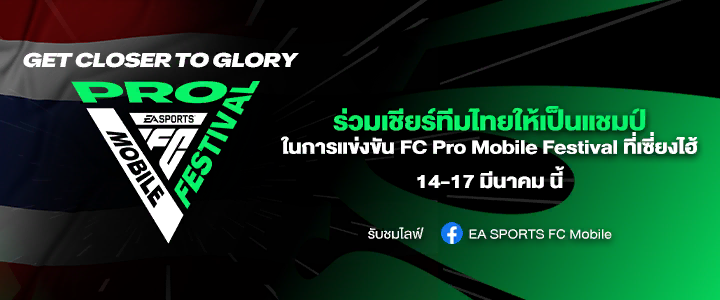 GET CLOSER TO GLORY
PRO
FESTIVAL
MOBILE
EA SPORTS
FC
ร่วมเชียร์ทีมไทยให้เป็นแชมป์
ในการแข่งขัน FC Pro Mobile Festival ที่เซี่ยงไฮ้
14-17 มีนาคม นี้
รับชมไลฟ์ EA SPORTS FC Mobile